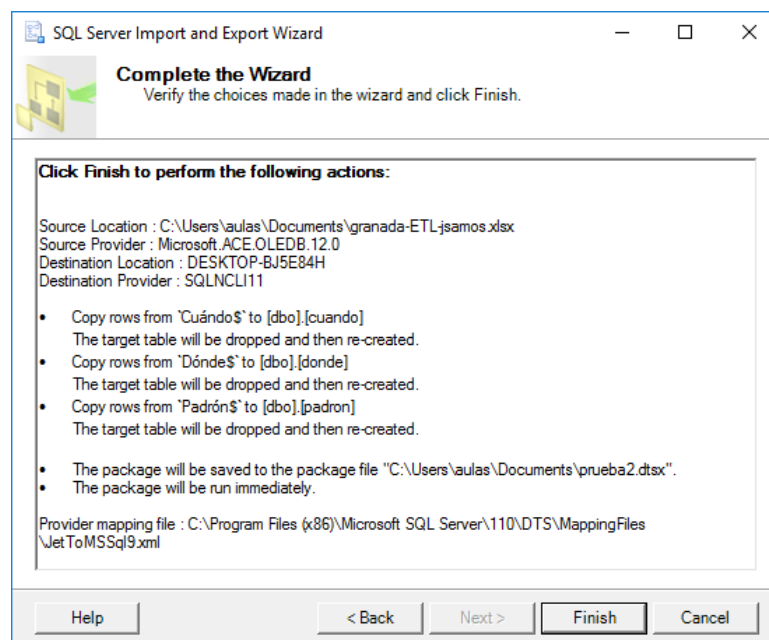 SQL Server Import and Export Wizard
Complete the Wizard
Verify the choices made in the wizard and click Finish.
Click Finish to perform the following actions:
Source Location : C:\Users\aulas\Documents\granada-ETL-jsamos.xlsx
Source Provider : Microsoft.ACE.OLEDB.12.0
Destination Location : DESKTOP-BJ5E84H
Destination Provider : SQLNCLI11
• Copy rows from `Cuándo$` to [dbo].[cuando]
The target table will be dropped and then re-created.
• Copy rows from `Dónde$` to [dbo].[donde]
The target table will be dropped and then re-created.
• Copy rows from `Padrón$` to [dbo].[padron]
The target table will be dropped and then re-created.
• The package will be saved to the package file "C:\Users\aulas\Documents\prueba2.dtsx".
• The package will be run immediately.
Provider mapping file : C:\Program Files (x86)\Microsoft SQL Server\110\DTS\MappingFiles
\JetToMSSql9.xml
Help < Back Next > Finish Cancel